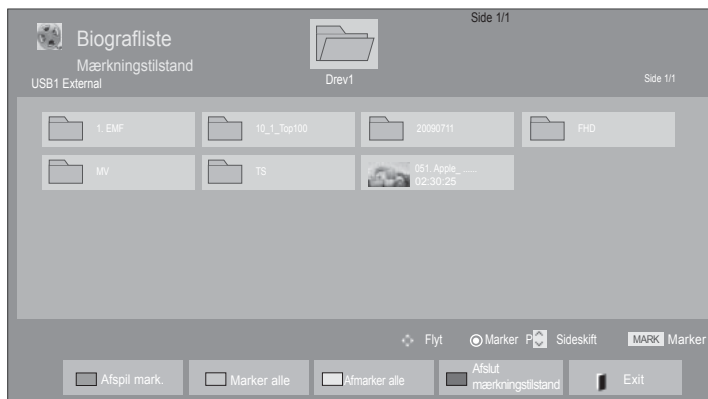 Side 1/1
Biografliste
Mærkningstilstand
USB1 External
Drev1
Side 1/1
1. EMF
10_1_Top100
20090711
FHD
MV
TS
051. Apple_ ......
02:30:25
Flyt
Marker
P
Sideskift
MARK Marker
Afspil mark.
Marker alle
Afmarker alle
Afslut
mærkningstilstand
Exit